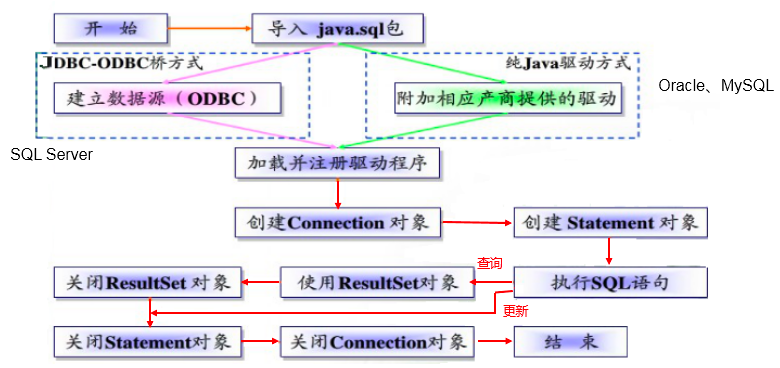 开 始
导入 java.sql包
JDBC-ODBC桥方式
纯Java驱动方式
Oracle、MySQL
建立数据源（ODBC）
附加相应产商提供的驱动
SQL Server
加载并注册驱动程序
创建Connection 对象
创建 Statement 对象
查询
关闭ResultSet 对象
使用ResultSet对象
执行SQL语句
更新
关闭Statement对象
关闭Connection对象
结 束